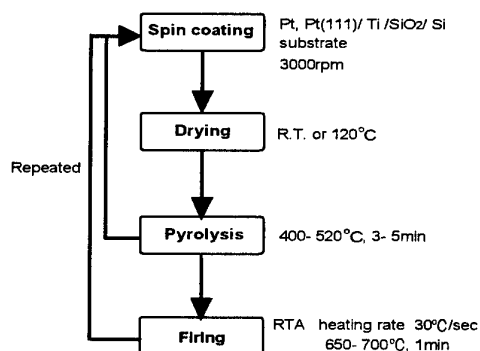 Spin coating
Pt, Pt(111)/ Ti /SiO₂/ Si
substrate
3000rpm
Drying
R.T. or 120°C
Repeated
Pyrolysis
400- 520°C, 3- 5min
Firing
RTA heating rate 30°C/sec
650- 700°C, 1min